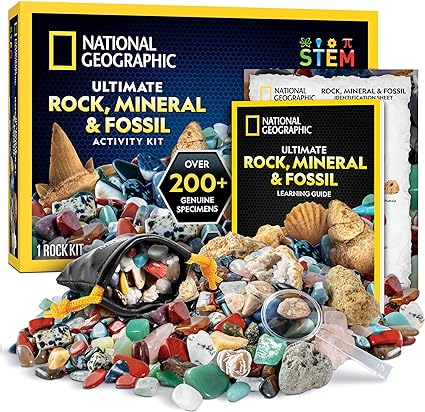 NATIONAL
GEOGRAPHIC
STEM
ULTIMATE
ROCK, MINERAL
& FOSSIL
ACTIVITY KIT
OVER
200+
GENUINE
SPECIMENS
1 ROCK KIT
NATIONAL
GEOGRAPHIC
ROCK, MINERAL & FOSSIL
IDENTIFICATION SHEET
NATIONAL
GEOGRAPHIC
ULTIMATE
ROCK, MINERAL
& FOSSIL
LEARNING GUIDE